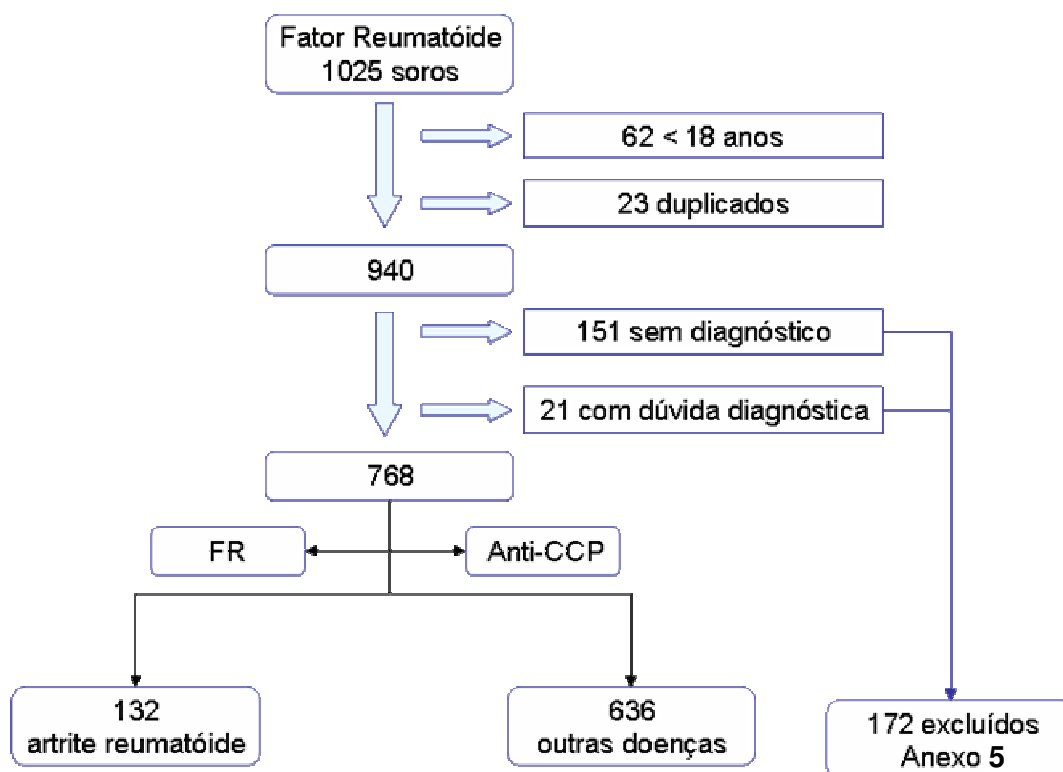 Fator Reumatóide
1025 soros
62 < 18 anos
23 duplicados
940
151 sem diagnóstico
21 com dúvida diagnóstica
768
FR
Anti-CCP
132
artrite reumatóide
636
outras doenças
172 excluídos
Anexo 5